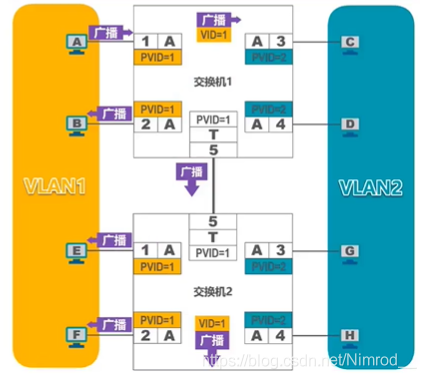 广播
A
1 A
PVID=1
广播
VID=1
A 3
PVID=2
C
交换机1
广播
B
PVID=1
2 A
PVID=1
T
5
PVID=2
A 4
D
VLAN1
VLAN2
广播
5
T
PVID=1
广播
E
1 A
PVID=1
A 3
PVID=2
G
交换机2
广播
F
PVID=1
2 A
VID=1
广播
PVID=2
A 4
H
https://blog.csdn.net/Nimrod_